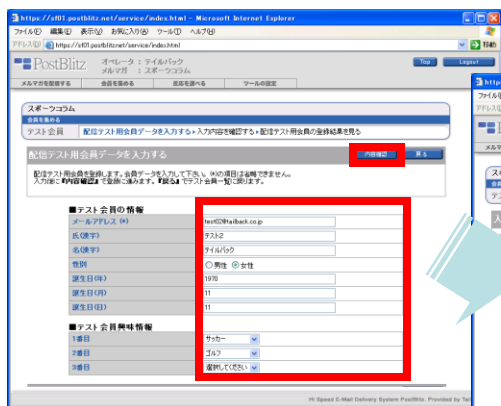 https://sf01.postblitz.net/service/index.html - Microsoft Internet Explorer
ファイル(F) 編集(E) 表示(V) お気に入り(A) ツール(T) ヘルプ(H)
アドレス(D) https://sf01.postblitz.net/service/index.html 移動
PostBlitz オペレータ : テイルバック
メルマガ : スポーツコラム
Top Logout
メルマガを配信する 会員を集める 反応を調べる ツールの設定
スポーツコラム
会員を集める
テスト会員 配信テスト用会員データを入力する▸入力内容を確認する▸配信テスト用会員の登録結果を見る
配信テスト用会員データを入力する 内容確認 戻る
配信テスト用会員を登録します。会員データを入力して下さい。(*)の項目は省略できません。
入力後に『内容確認』で登録に進みます。『戻る』でテスト会員一覧に戻ります。
■テスト会員の情報
メールアドレス (*) test02@tailback.co.jp
氏(漢字) テスト2
名(漢字) テイルバック
性別 男性 女性
誕生日(年) 1970
誕生日(月) 11
誕生日(日) 11
■テスト会員興味情報
1番目 サッカー
2番目 ゴルフ
3番目 選択してください
Hi Speed E-Mail Delivery System PostBlitz. Provided by Tai